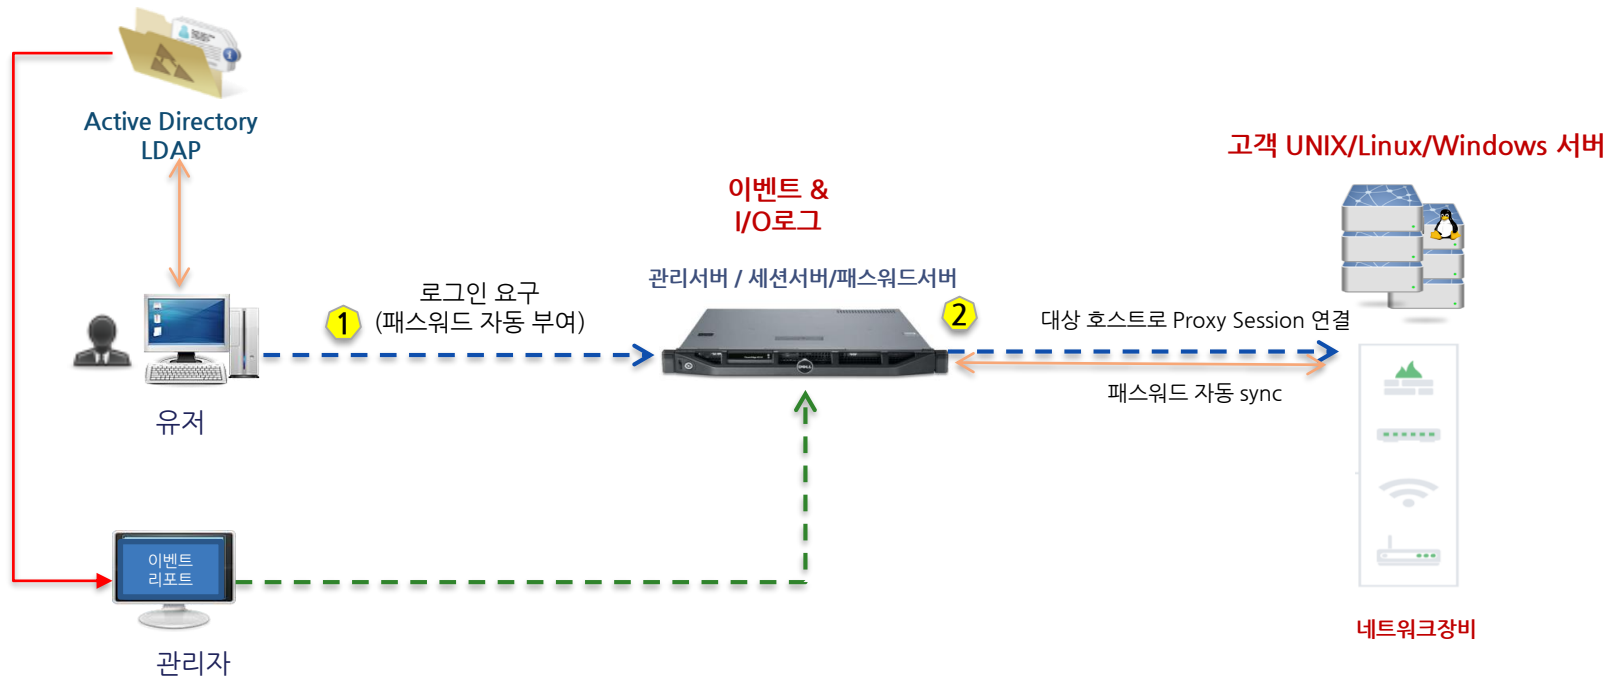 Active Directory
LDAP
고객 UNIX/Linux/Windows 서버
이벤트 &
I/O로그
관리서버 / 세션서버/패스워드서버
로그인 요구
(패스워드 자동 부여)
1
2
대상 호스트로 Proxy Session 연결
패스워드 자동 sync
유저
이벤트
리포트
관리자
네트워크장비